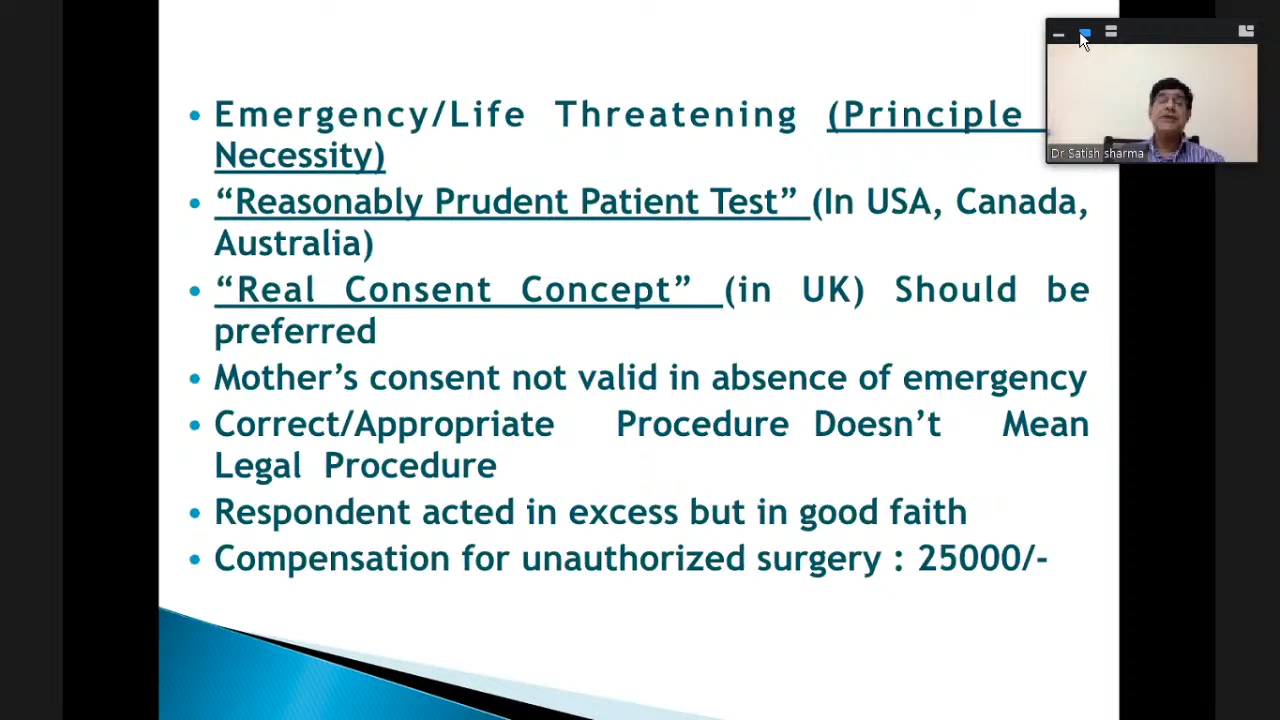 • Emergency/Life Threatening (Principle
Necessity)
• “Reasonably Prudent Patient Test” (In USA, Canada,
Australia)
• “Real Consent Concept” (in UK) Should be
preferred
• Mother’s consent not valid in absence of emergency
• Correct/Appropriate Procedure Doesn’t Mean
Legal Procedure
• Respondent acted in excess but in good faith
• Compensation for unauthorized surgery : 25000/-
Dr Satish sharma